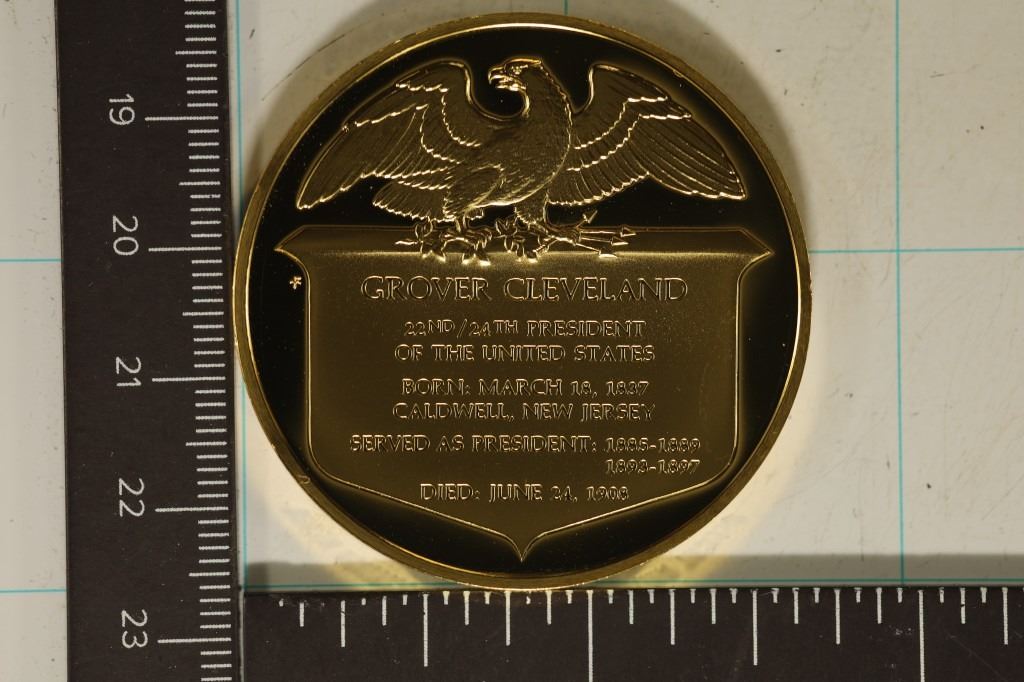 GROVER CLEVELAND
22ND/24TH PRESIDENT
OF THE UNITED STATES
BORN: MARCH 18, 1837
CALDWELL, NEW JERSEY
SERVED AS PRESIDENT: 1885-1889
1893-1897
DIED: JUNE 24, 1908
19
20
21
22
23